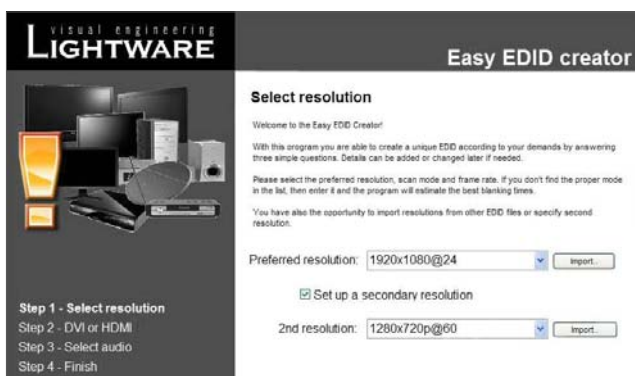 visual engineering
LIGHTWARE
Easy EDID creator
Select resolution
Welcome to the Easy EDID Creator!
With this program you are able to create a unique EDID according to your demands by answering
three simple questions. Details can be added or changed later if needed.
Please select the preferred resolution, scan mode and frame rate. If you don't find the proper mode
in the list, then enter it and the program will estimate the best blanking times.
You have also the opportunity to import resolutions from other EDID files or specify second
resolution.
Preferred resolution: 1920x1080@24 Import..
Set up a secondary resolution
2nd resolution: 1280x720p@60 Import..
Step 1 - Select resolution
Step 2 - DVI or HDMI
Step 3 - Select audio
Step 4 - Finish